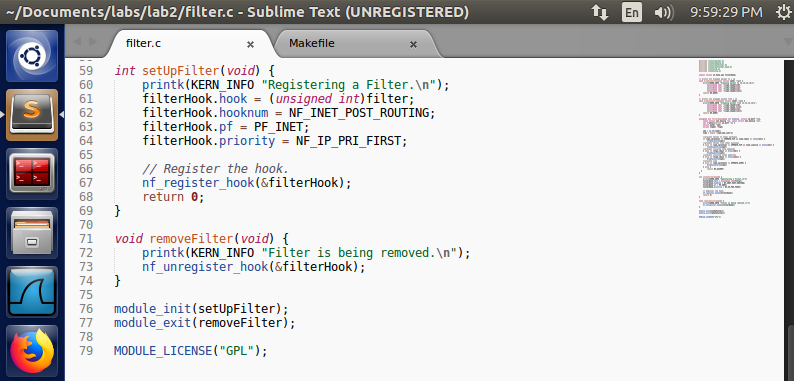 ~/Documents/labs/lab2/filter.c - Sublime Text (UNREGISTERED) En 9:59:29 PM
filter.c × Makefile ×
59 int setUpFilter(void) {
60     printk(KERN_INFO "Registering a Filter.\n");
61     filterHook.hook = (unsigned int)filter;
62     filterHook.hooknum = NF_INET_POST_ROUTING;
63     filterHook.pf = PF_INET;
64     filterHook.priority = NF_IP_PRI_FIRST;
65
66     // Register the hook.
67     nf_register_hook(&filterHook);
68     return 0;
69 }
70
71 void removeFilter(void) {
72     printk(KERN_INFO "Filter is being removed.\n");
73     nf_unregister_hook(&filterHook);
74 }
75
76 module_init(setUpFilter);
77 module_exit(removeFilter);
78
79 MODULE_LICENSE("GPL");